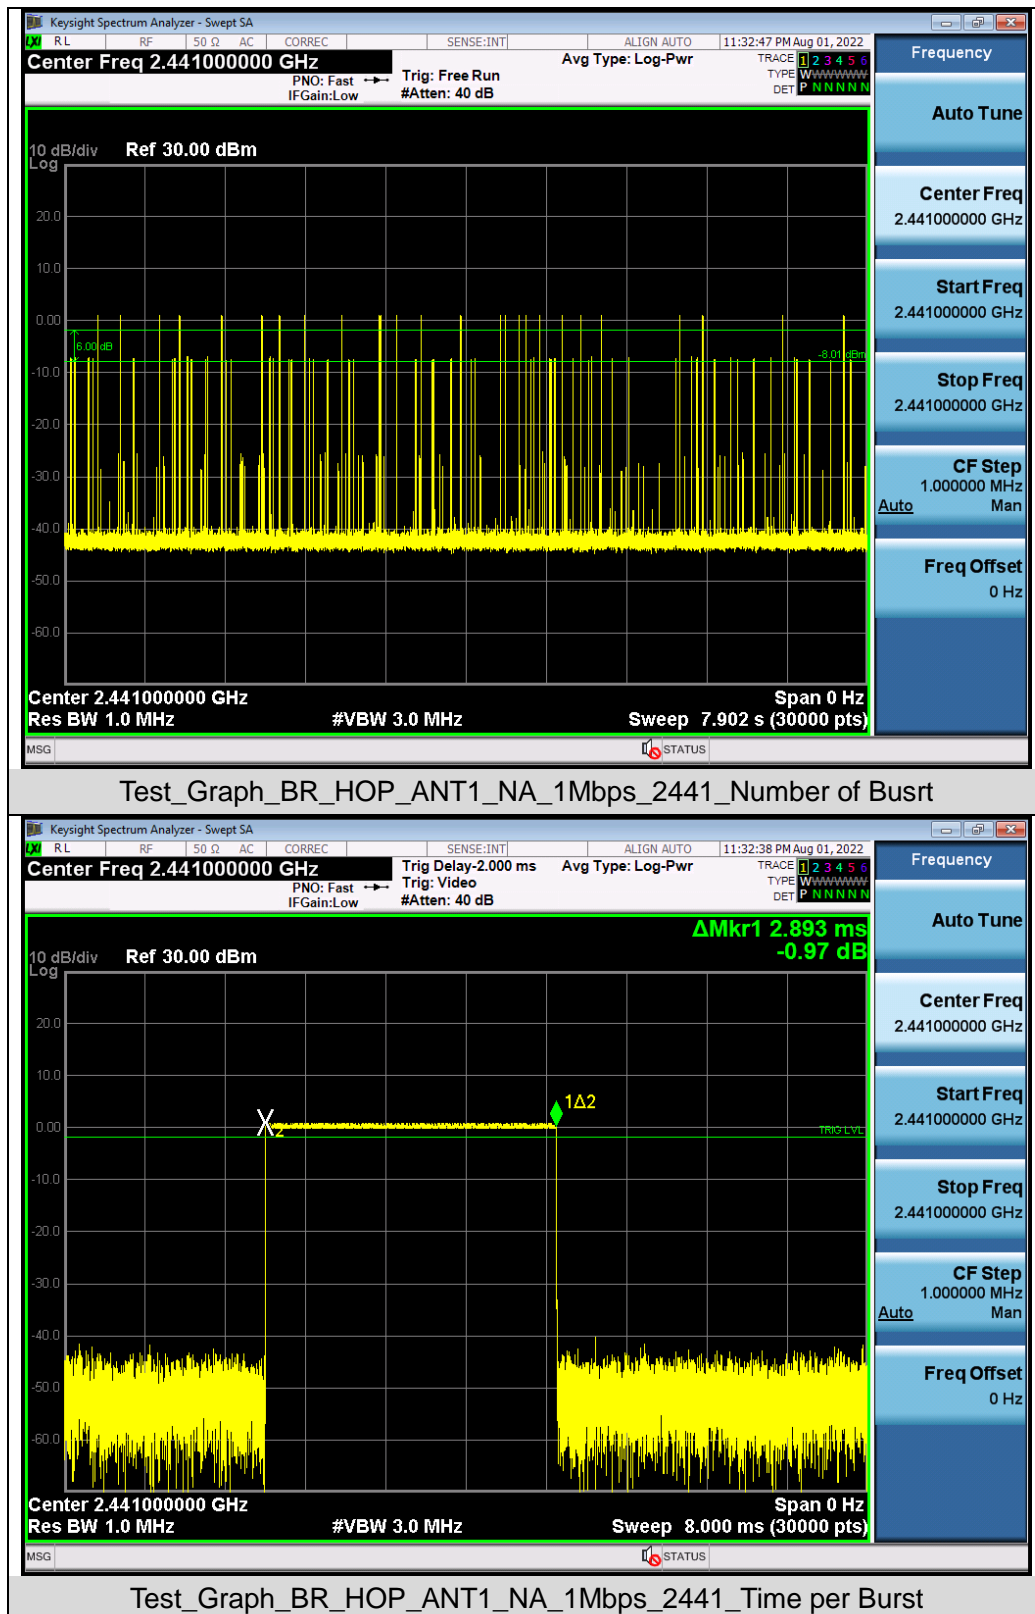 Keysight Spectrum Analyzer - Swept SA
LXI RL RF 50 Ω AC CORREC SENSE:INT ALIGN AUTO 11:32:47 PM Aug 01, 2022
Center Freq 2.441000000 GHz
PNO: Fast
IFGain:Low
Trig: Free Run
#Atten: 40 dB
Avg Type: Log-Pwr
TRACE 1 2 3 4 5 6
TYPE WWWWWW
DET P N N N N N
10 dB/div Ref 30.00 dBm
Log
20.0
10.0
0.00
6.00 dB
-8.01 dBm
-10.0
-20.0
-30.0
-40.0
-50.0
-60.0
Center 2.441000000 GHz Span 0 Hz
Res BW 1.0 MHz #VBW 3.0 MHz Sweep 7.902 s (30000 pts)
MSG STATUS
Frequency
Auto Tune
Center Freq
2.441000000 GHz
Start Freq
2.441000000 GHz
Stop Freq
2.441000000 GHz
CF Step
1.000000 MHz
Auto Man
Freq Offset
0 Hz
Test_Graph_BR_HOP_ANT1_NA_1Mbps_2441_Number of Busrt
Keysight Spectrum Analyzer - Swept SA
LXI RL RF 50 Ω AC CORREC SENSE:INT ALIGN AUTO 11:32:38 PM Aug 01, 2022
Center Freq 2.441000000 GHz
PNO: Fast
IFGain:Low
Trig Delay-2.000 ms
Trig: Video
#Atten: 40 dB
Avg Type: Log-Pwr
TRACE 1 2 3 4 5 6
TYPE WWWWWW
DET P N N N N N
ΔMkr1 2.893 ms
-0.97 dB
10 dB/div Ref 30.00 dBm
Log
20.0
10.0
1Δ2
X2
0.00
TRIG LVL
-10.0
-20.0
-30.0
-40.0
-50.0
-60.0
Center 2.441000000 GHz Span 0 Hz
Res BW 1.0 MHz #VBW 3.0 MHz Sweep 8.000 ms (30000 pts)
MSG STATUS
Frequency
Auto Tune
Center Freq
2.441000000 GHz
Start Freq
2.441000000 GHz
Stop Freq
2.441000000 GHz
CF Step
1.000000 MHz
Auto Man
Freq Offset
0 Hz
Test_Graph_BR_HOP_ANT1_NA_1Mbps_2441_Time per Burst